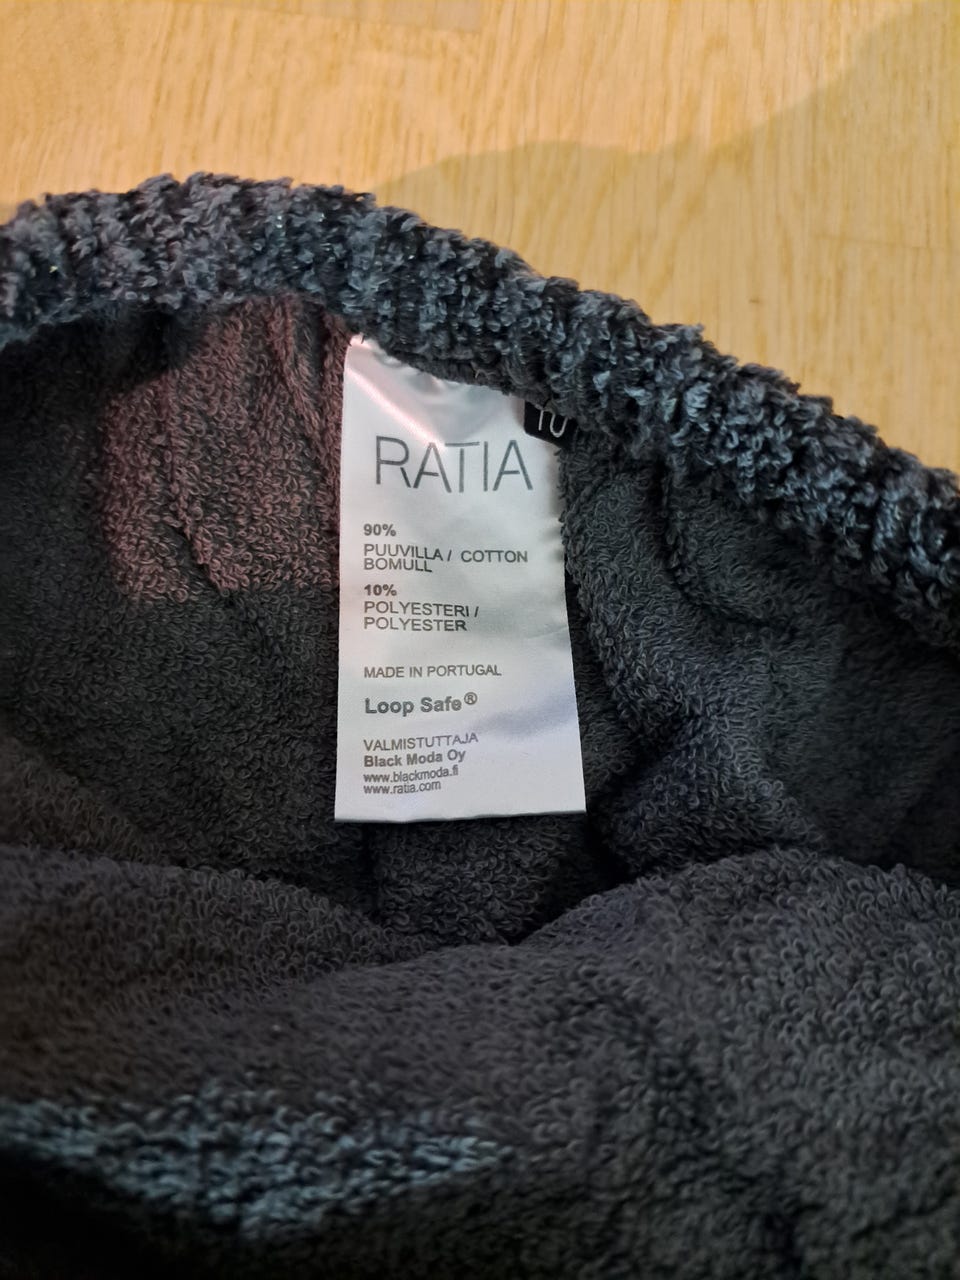 RATIA
90%
PUUVILLA / COTTON
BOMULL
10%
POLYESTERI /
POLYESTER
MADE IN PORTUGAL
Loop Safe®
VALMISTUTTAJA
Black Moda Oy
www.blackmoda.fi
www.ratia.com